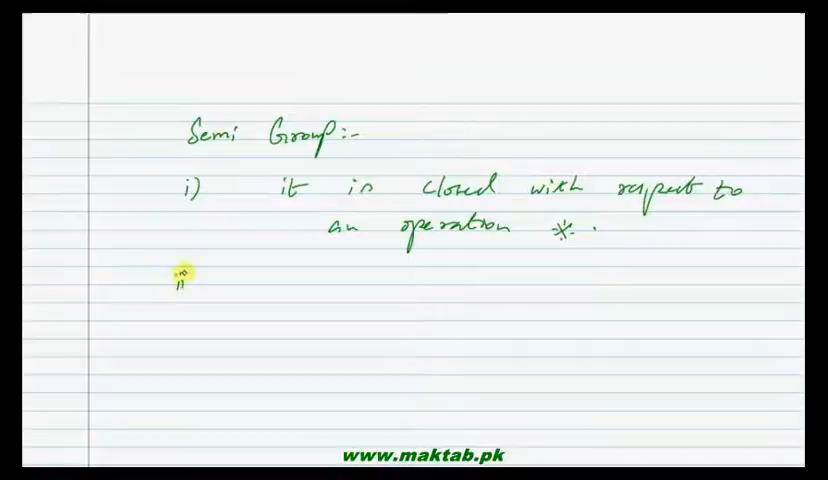 Semi Group:-
i) it is closed with respect to
an operation *.
ii
www.maktab.pk